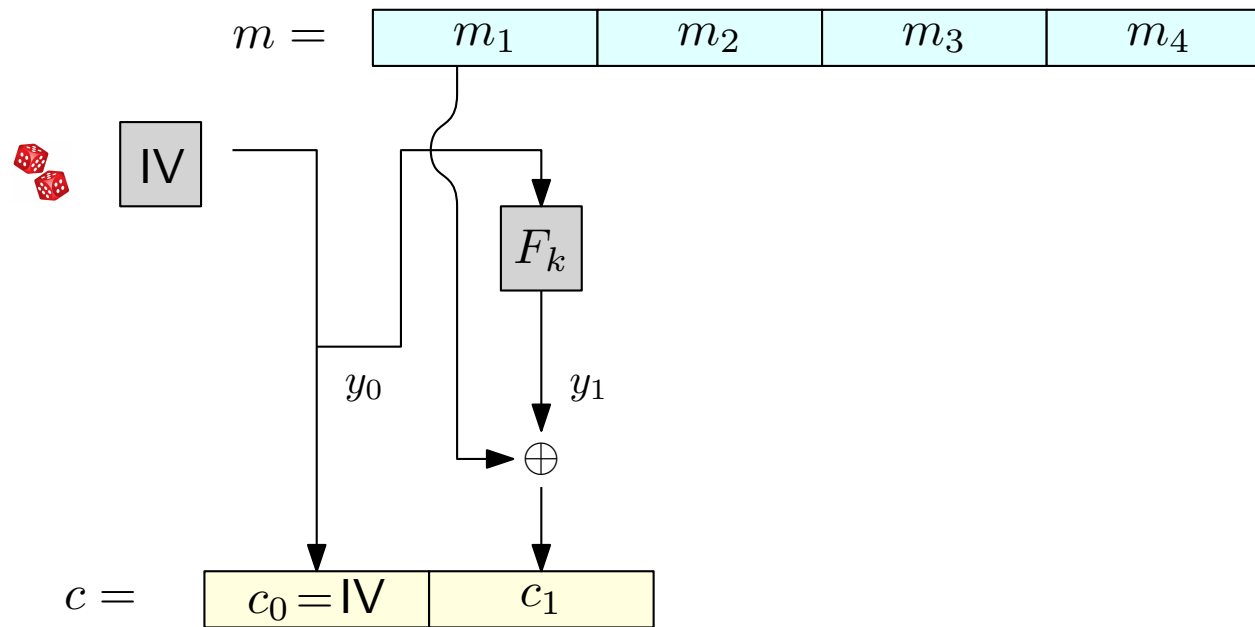 m = m₁ m₂ m₃ m₄
IV
Fₖ
y₀ y₁
⊕
c = c₀ = IV c₁